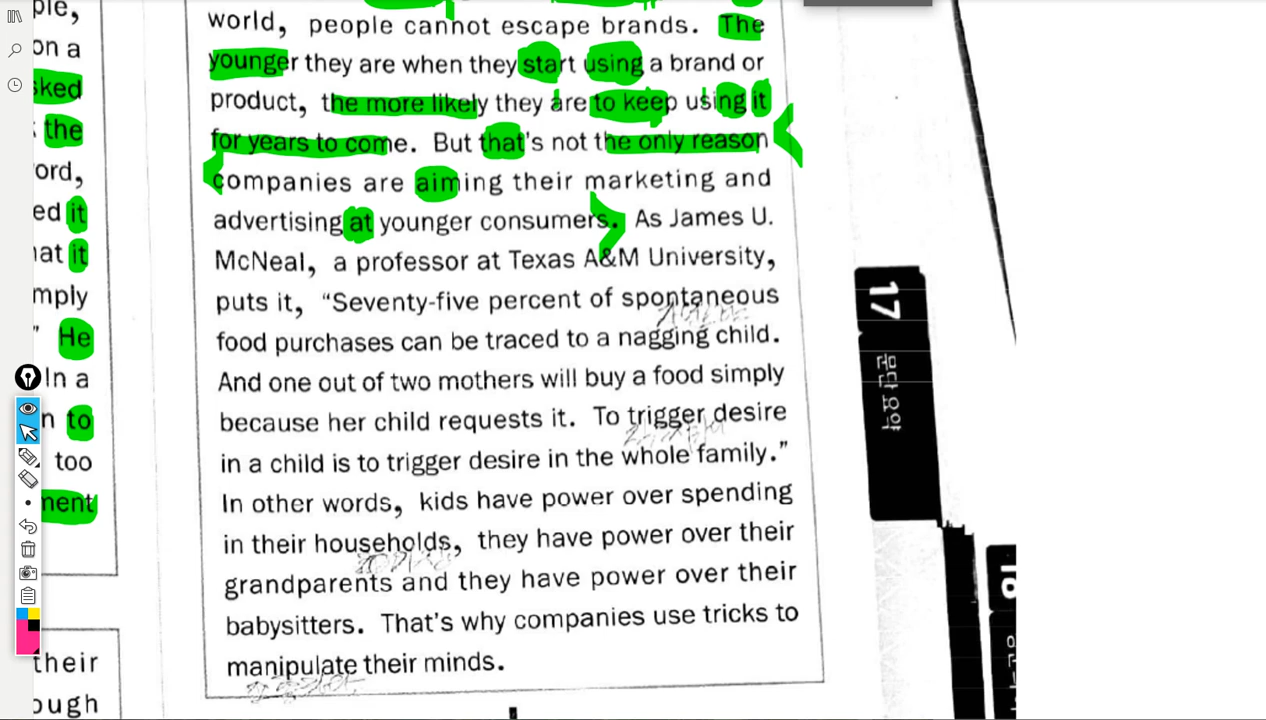 ple,
on a
sked
the
ord,
ed it
hat it
mply
" He
In a
n to
too
ment
their
ough
world, people cannot escape brands. The
younger they are when they start using a brand or
product, the more likely they are to keep using it
for years to come. But that's not the only reason
companies are aiming their marketing and
advertising at younger consumers. As James U.
McNeal, a professor at Texas A&M University,
puts it, "Seventy-five percent of spontaneous
food purchases can be traced to a nagging child.
And one out of two mothers will buy a food simply
because her child requests it. To trigger desire
in a child is to trigger desire in the whole family."
In other words, kids have power over spending
in their households, they have power over their
grandparents and they have power over their
babysitters. That's why companies use tricks to
manipulate their minds.
17
문단 요약
18